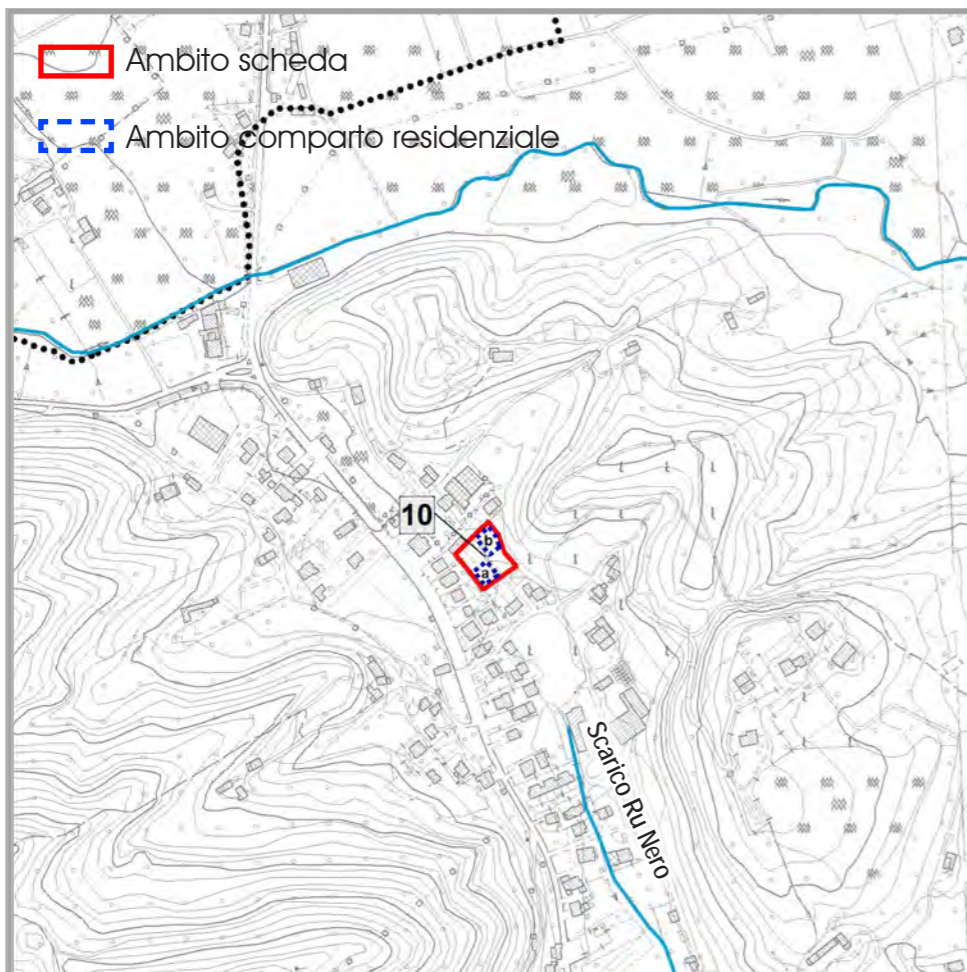 Ambito scheda
Ambito comparto residenziale
10
b
a
Scarico Ru Nero